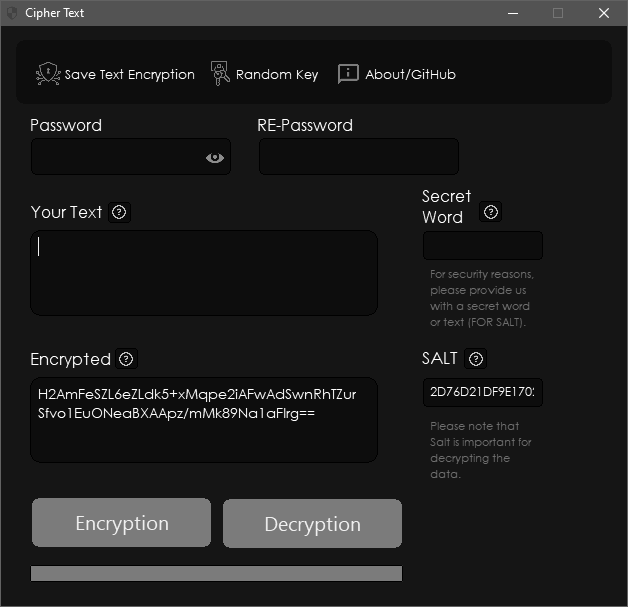 Cipher Text
Save Text Encryption
Random Key
About/GitHub
Password
RE-Password
Your Text
Secret
Word
For security reasons,
please provide us
with a secret word
or text (FOR SALT).
Encrypted
SALT
H2AmFeSZL6eZLdk5+xMqpe2iAFwAdSwnRhTZur
Sfvo1EuONeaBXAApz/mMk89Na1aFlrg==
2D76D21DF9E170
Please note that
Salt is important for
decrypting the
data.
Encryption
Decryption